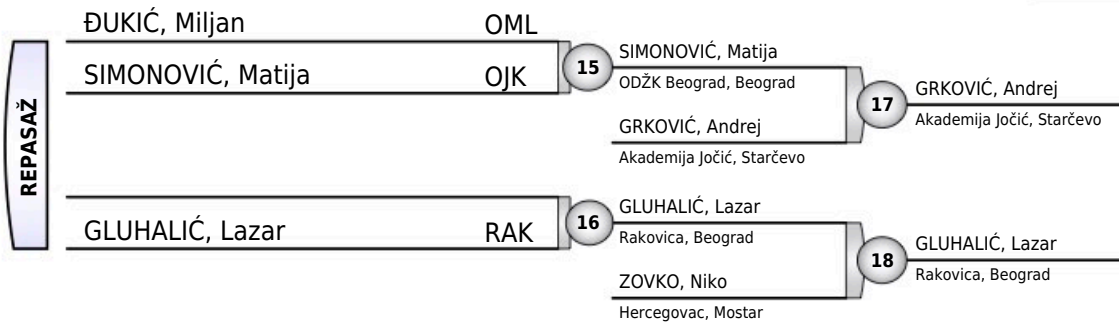 REPASAŽ
ĐUKIĆ, Miljan OML
SIMONOVIĆ, Matija OJK
15
SIMONOVIĆ, Matija
ODŽK Beograd, Beograd
GRKOVIĆ, Andrej
Akademija Jočić, Starčevo
17
GRKOVIĆ, Andrej
Akademija Jočić, Starčevo
GLUHALIĆ, Lazar RAK
16
GLUHALIĆ, Lazar
Rakovica, Beograd
ZOVKO, Niko
Hercegovac, Mostar
18
GLUHALIĆ, Lazar
Rakovica, Beograd